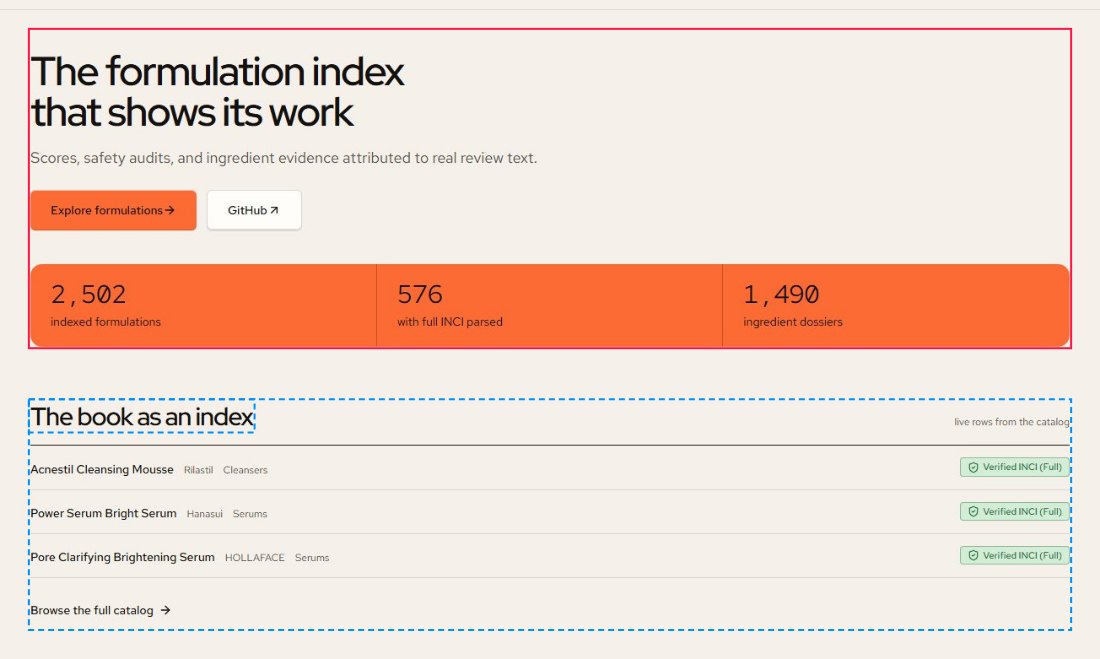 The formulation index
that shows its work
Scores, safety audits, and ingredient evidence attributed to real review text.
Explore formulations→ GitHub ↗
2,502 576 1,490
indexed formulations with full INCI parsed ingredient dossiers
The book as an index live rows from the catalog
Acnestil Cleansing Mousse Rilastil Cleansers Verified INCI (Full)
Power Serum Bright Serum Hanasui Serums Verified INCI (Full)
Pore Clarifying Brightening Serum HOLLAFACE Serums Verified INCI (Full)
Browse the full catalog →